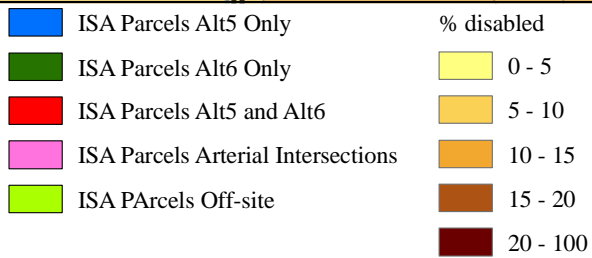 ISA Parcels Alt5 Only
ISA Parcels Alt6 Only
ISA Parcels Alt5 and Alt6
ISA Parcels Arterial Intersections
ISA PArcels Off-site
% disabled
0 - 5
5 - 10
10 - 15
15 - 20
20 - 100